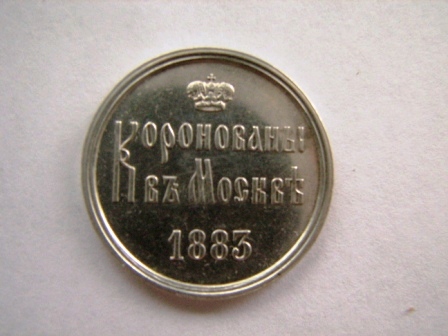 Коронованы
въ Москвѣ
1883